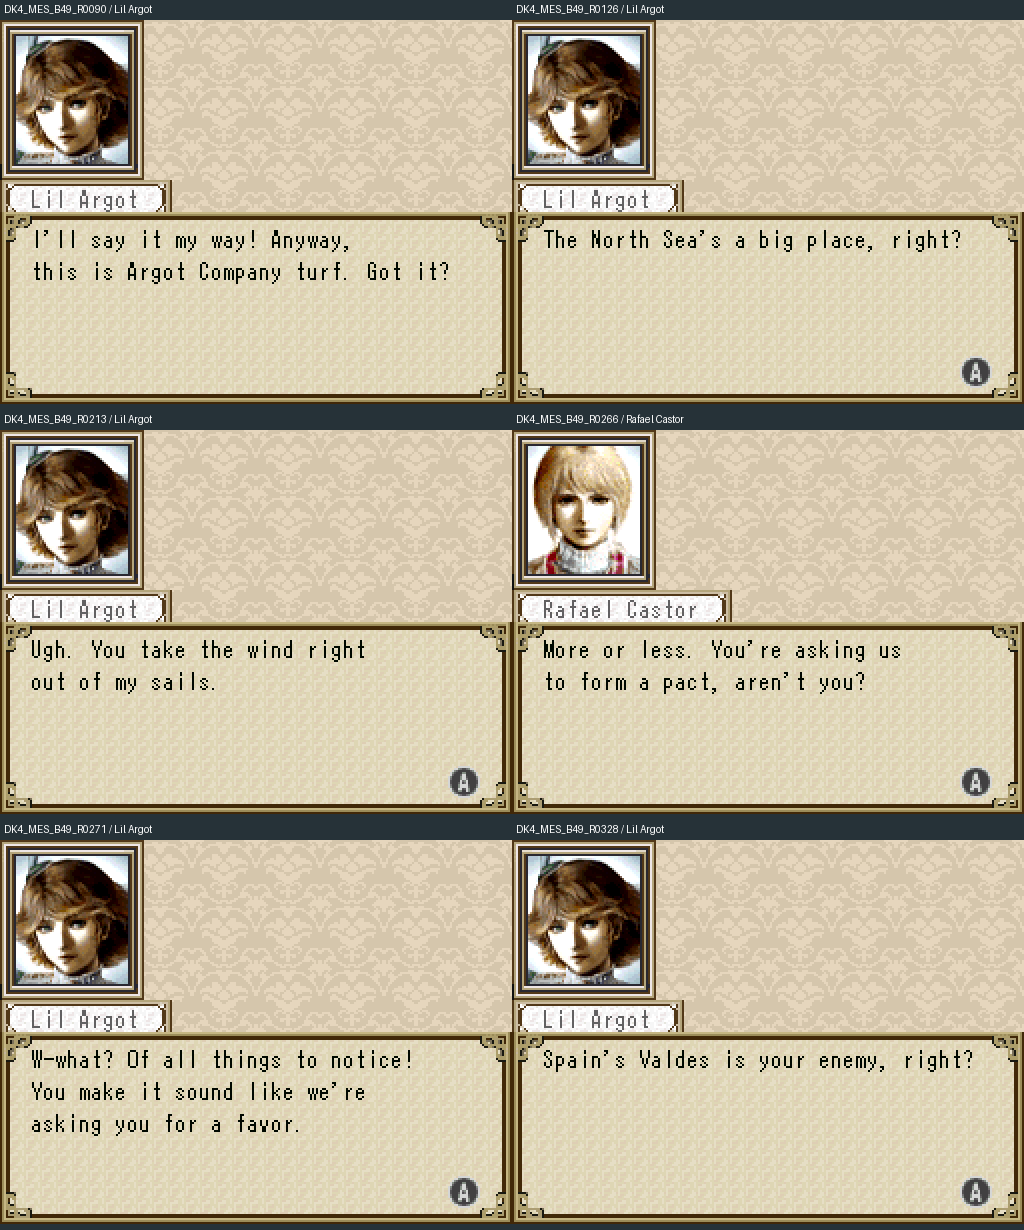 DK4_MES_B49_R0090 / Lil Argot
Lil Argot
I'll say it my way! Anyway,
this is Argot Company turf. Got it?
DK4_MES_B49_R0126 / Lil Argot
Lil Argot
The North Sea's a big place, right?
A
DK4_MES_B49_R0213 / Lil Argot
Lil Argot
Ugh. You take the wind right
out of my sails.
A
DK4_MES_B49_R0266 / Rafael Castor
Rafael Castor
More or less. You're asking us
to form a pact, aren't you?
A
DK4_MES_B49_R0271 / Lil Argot
Lil Argot
W-what? Of all things to notice!
You make it sound like we're
asking you for a favor.
A
DK4_MES_B49_R0328 / Lil Argot
Lil Argot
Spain's Valdes is your enemy, right?
A